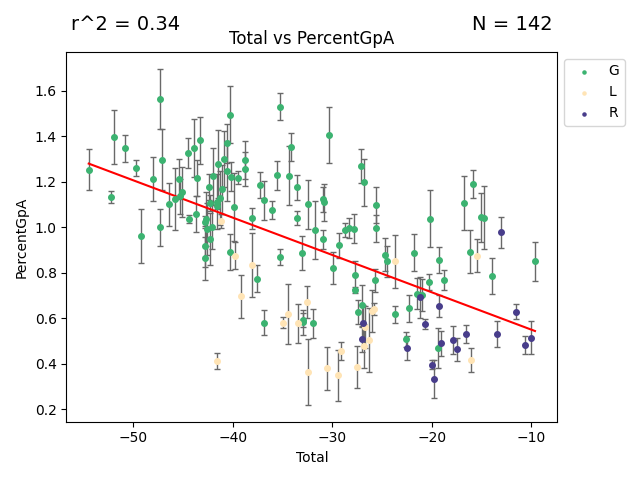 r^2 = 0.34
N = 142
Total vs PercentGpA
G
L
R
PercentGpA
1.6
1.4
1.2
1.0
0.8
0.6
0.4
0.2
−50
−40
−30
−20
−10
Total